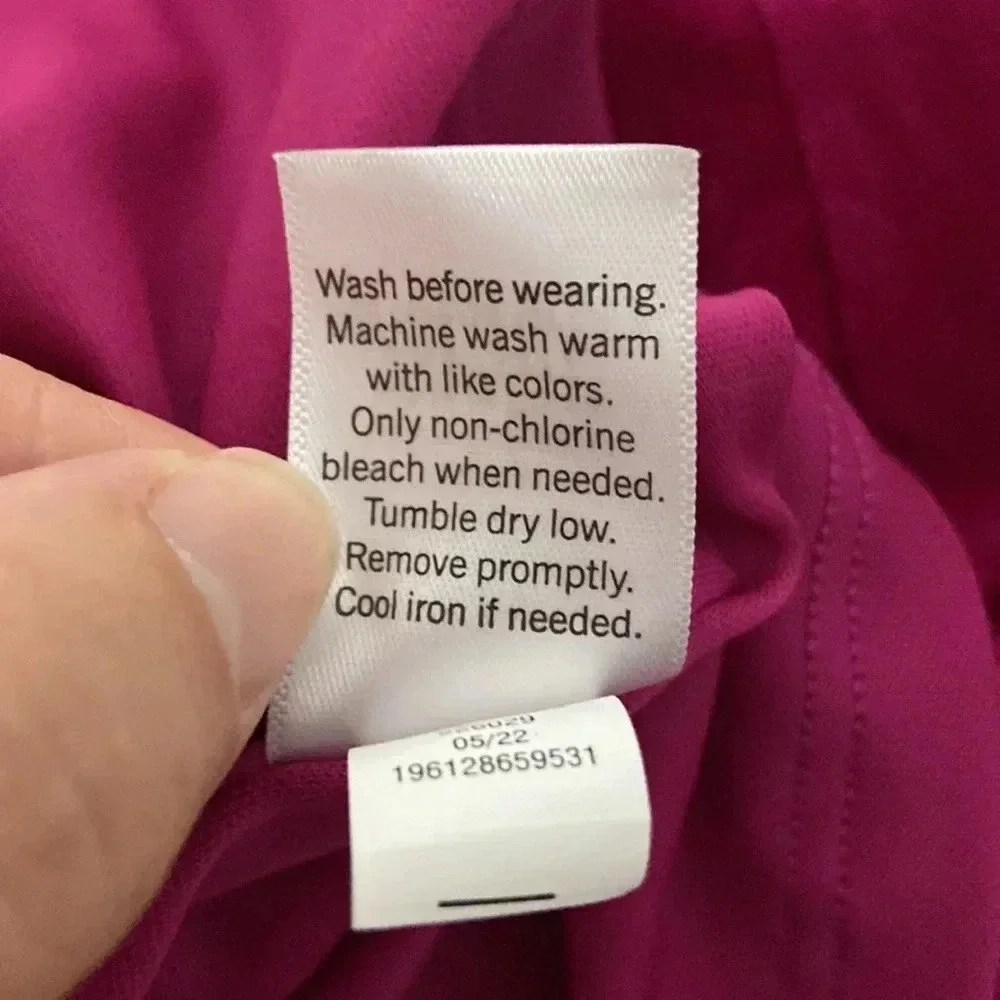 Wash before wearing.
Machine wash warm
with like colors.
Only non-chlorine
bleach when needed.
Tumble dry low.
Remove promptly.
Cool iron if needed.
05/22
196128659531